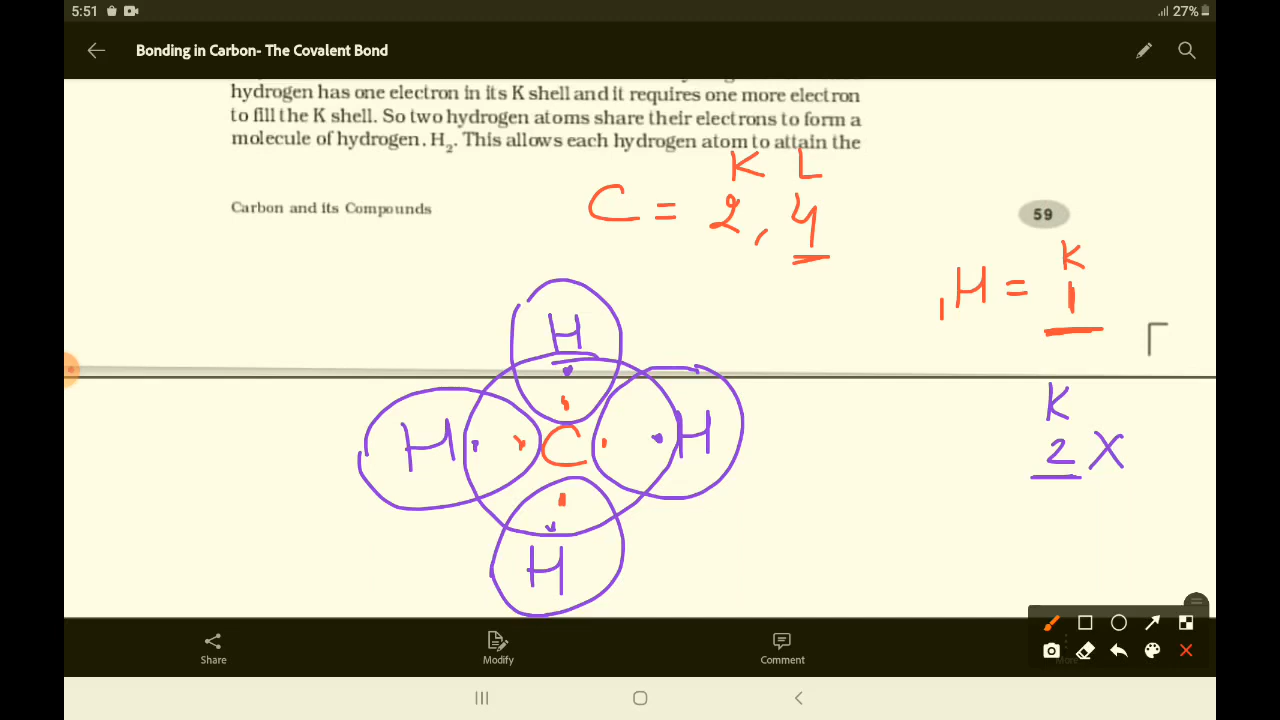 5:51 27%
Bonding in Carbon- The Covalent Bond
hydrogen has one electron in its K shell and it requires one more electron
to fill the K shell. So two hydrogen atoms share their electrons to form a
molecule of hydrogen, H₂. This allows each hydrogen atom to attain the
K L
C = 2, 4
Carbon and its Compounds 59
K
₁H = 1
H
K
H C H 2 X
H
Share Modify Comment More